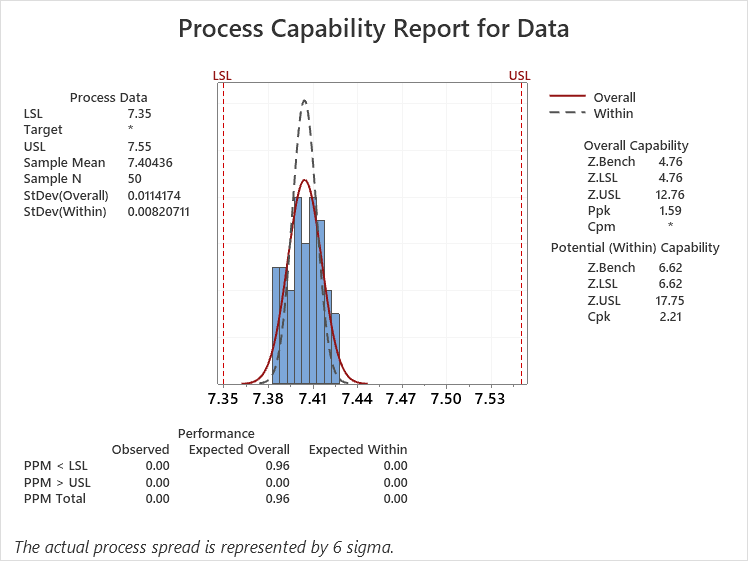 Process Capability Report for Data
LSL USL
Process Data
LSL 7.35
Target *
USL 7.55
Sample Mean 7.40436
Sample N 50
StDev(Overall) 0.0114174
StDev(Within) 0.00820711
Overall
Within
Overall Capability
Z.Bench 4.76
Z.LSL 4.76
Z.USL 12.76
Ppk 1.59
Cpm *
Potential (Within) Capability
Z.Bench 6.62
Z.LSL 6.62
Z.USL 17.75
Cpk 2.21
7.35 7.38 7.41 7.44 7.47 7.50 7.53
Performance
Observed Expected Overall Expected Within
PPM < LSL 0.00 0.96 0.00
PPM > USL 0.00 0.00 0.00
PPM Total 0.00 0.96 0.00
The actual process spread is represented by 6 sigma.